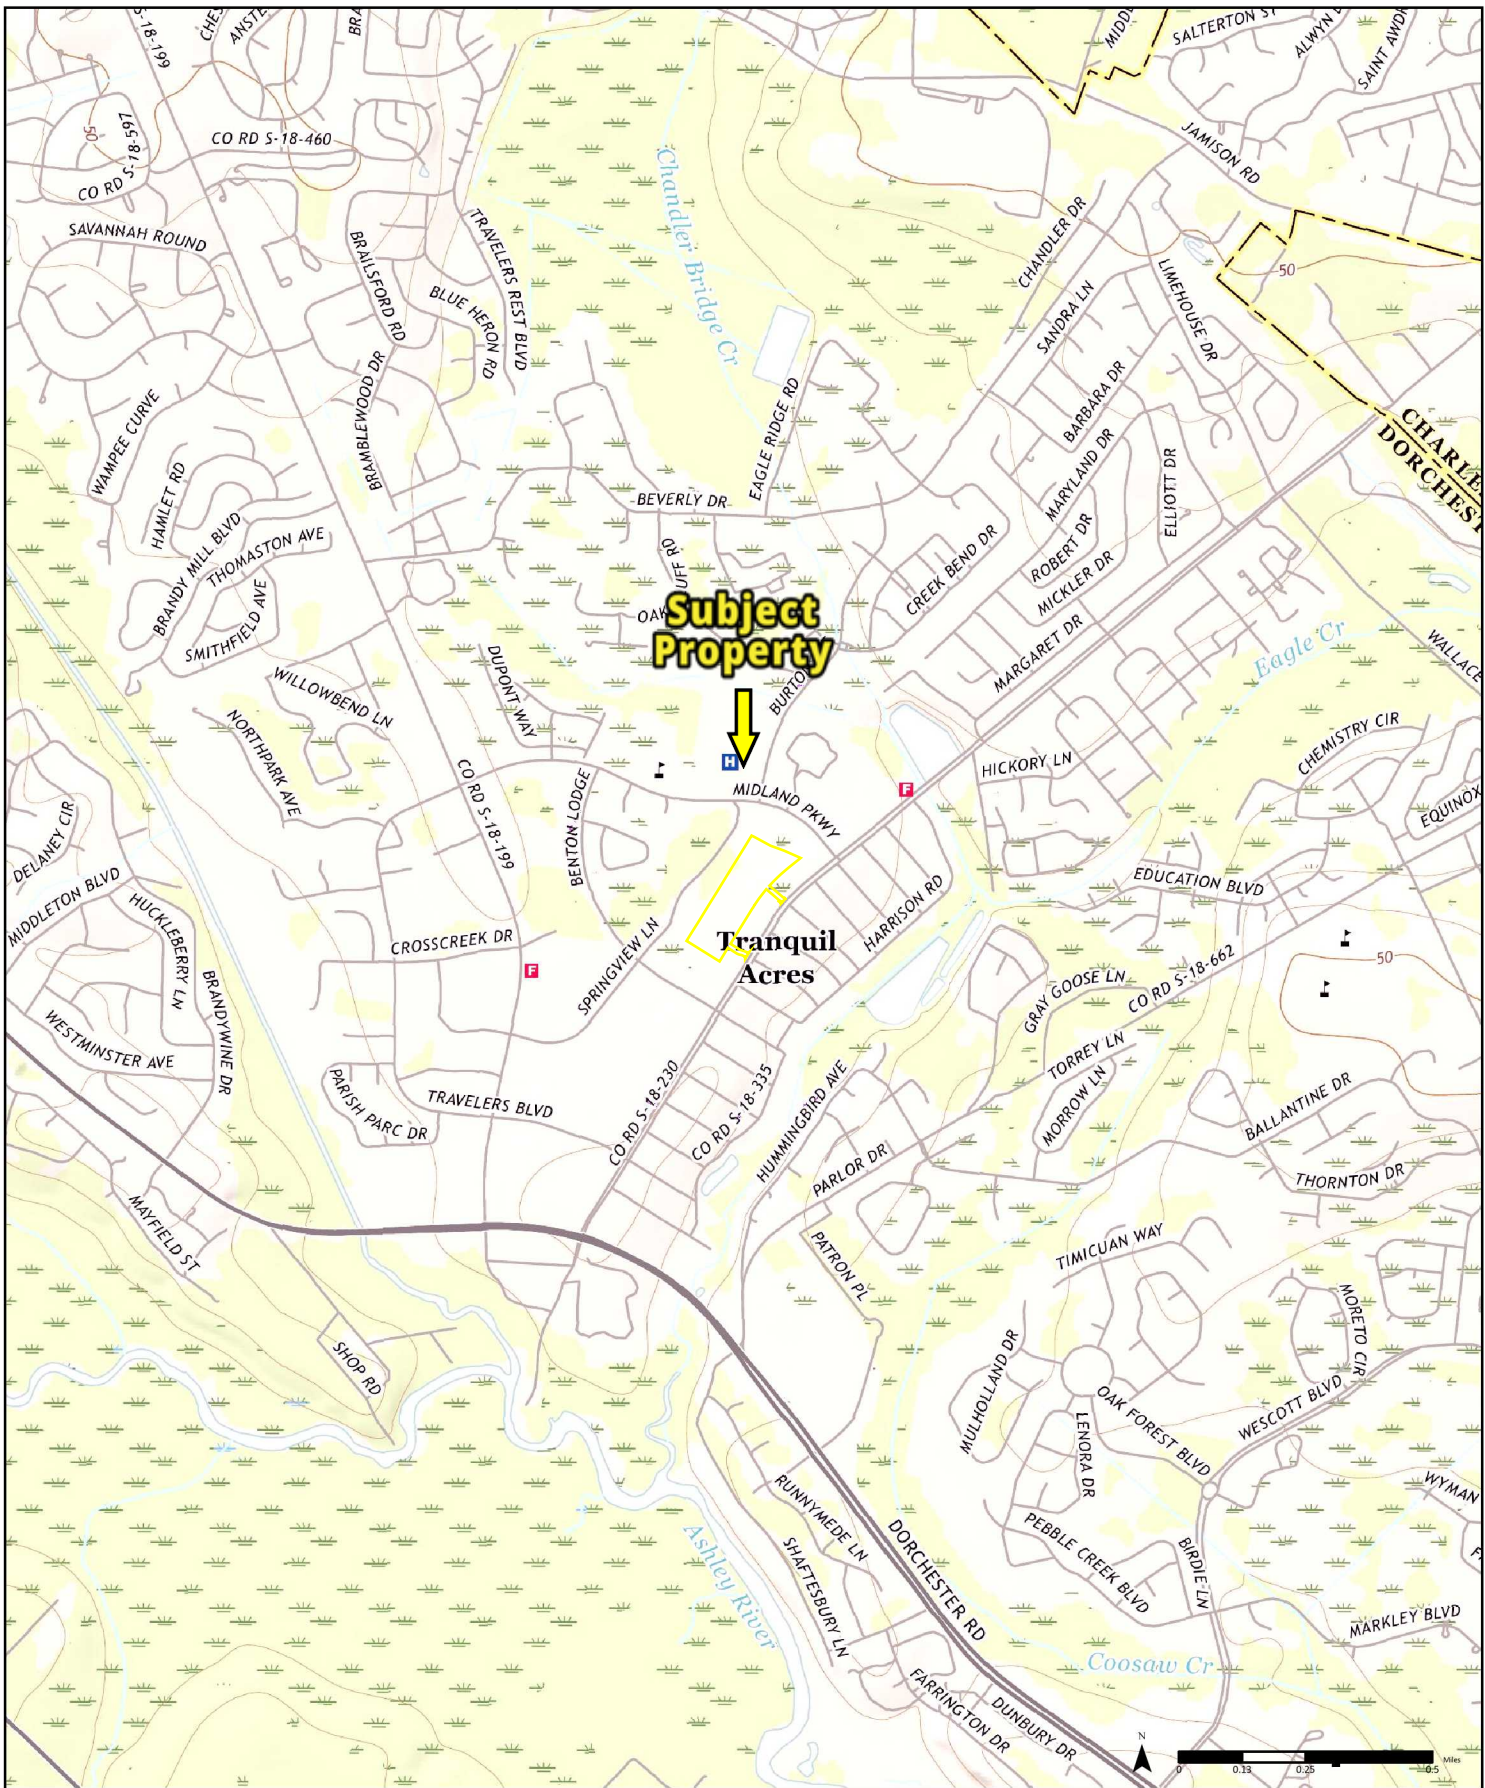 S-18-199
ANSTE
MIDDL
SALTERTON ST
ALWYN
SAINT AWDR
50
CO RD S-18-597
CO RD S-18-460
JAMISON RD
SAVANNAH ROUND
BRAILSFORD RD
TRAVELERS REST BLVD
BLUE HERON RD
Chandler Bridge Cr
CHANDLER DR
SANDRA LN
LIMEHOUSE DR
50
WAMPEE CURVE
BRAMBLEWOOD DR
EAGLE RIDGE RD
BARBARA DR
CHARLE
DORCHEST
HAMLET RD
BEVERLY DR
MARYLAND DR
ELLIOTT DR
BRANDY MILL BLVD
THOMASTON AVE
UFF RD
CREEK BEND DR
ROBERT DR
MICKLER DR
SMITHFIELD AVE
OAK
Subject
Property
MARGARET DR
Eagle Cr
WALLACE
WILLOWBEND LN
DUPONT WAY
BURTO
NORTHPARK AVE
H
HICKORY LN
CHEMISTRY CIR
CO RD S-18-199
MIDLAND PKWY
F
EQUINOX
DELANEY CIR
BENTON LODGE
MIDDLETON BLVD
EDUCATION BLVD
HUCKLEBERRY LN
HARRISON RD
CROSSCREEK DR
Tranquil
Acres
F
SPRINGVIEW LN
50
BRANDYWINE DR
GRAY GOOSE LN
CO RD S-18-662
WESTMINSTER AVE
TORREY LN
PARISH PARC DR
TRAVELERS BLVD
CO RD S-18-230
CO RD S-18-335
HUMMINGBIRD AVE
MORROW LN
BALLANTINE DR
PARLOR DR
THORNTON DR
MAYFIELD ST
PATRON PL
TIMICUAN WAY
MORETO CIR
SHOP RD
MULHOLLAND DR
OAK FOREST BLVD
WESCOTT BLVD
LENORA DR
WYMAN
RUNNYMEDE LN
PEBBLE CREEK BLVD
Ashley River
SHAFTESBURY LN
DORCHESTER RD
BIRDIE LN
MARKLEY BLVD
Coosaw Cr
FARRINGTON DR
DUNBURY DR
N
0 0.13 0.25 0.5 Miles